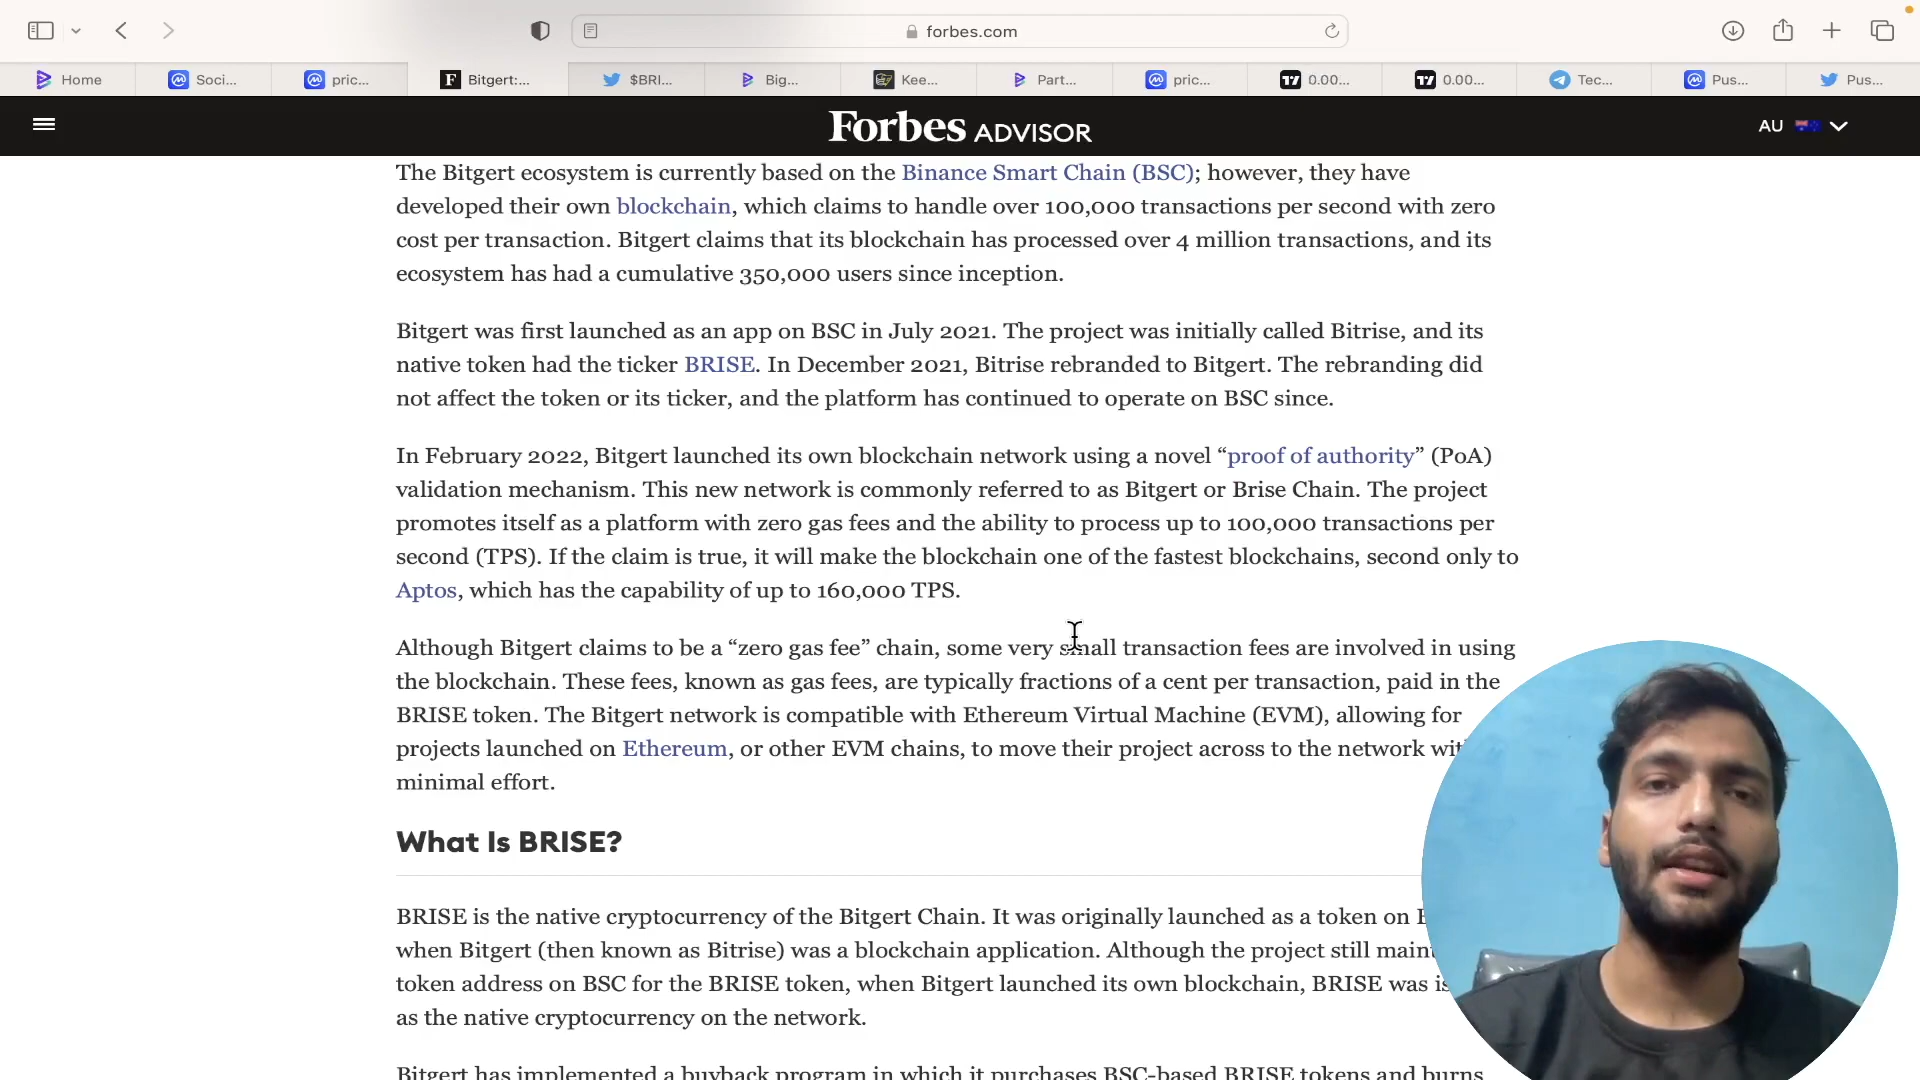 forbes.com
Home
Soci...
pric...
Bitgert:...
$BRI...
Big...
Kee...
Part...
pric...
0.00...
0.00...
Tec...
Pus...
Pus...
Forbes ADVISOR
AU
The Bitgert ecosystem is currently based on the Binance Smart Chain (BSC); however, they have
developed their own blockchain, which claims to handle over 100,000 transactions per second with zero
cost per transaction. Bitgert claims that its blockchain has processed over 4 million transactions, and its
ecosystem has had a cumulative 350,000 users since inception.
Bitgert was first launched as an app on BSC in July 2021. The project was initially called Bitrise, and its
native token had the ticker BRISE. In December 2021, Bitrise rebranded to Bitgert. The rebranding did
not affect the token or its ticker, and the platform has continued to operate on BSC since.
In February 2022, Bitgert launched its own blockchain network using a novel “proof of authority” (PoA)
validation mechanism. This new network is commonly referred to as Bitgert or Brise Chain. The project
promotes itself as a platform with zero gas fees and the ability to process up to 100,000 transactions per
second (TPS). If the claim is true, it will make the blockchain one of the fastest blockchains, second only to
Aptos, which has the capability of up to 160,000 TPS.
Although Bitgert claims to be a “zero gas fee” chain, some very small transaction fees are involved in using
the blockchain. These fees, known as gas fees, are typically fractions of a cent per transaction, paid in the
BRISE token. The Bitgert network is compatible with Ethereum Virtual Machine (EVM), allowing for
projects launched on Ethereum, or other EVM chains, to move their project across to the network
minimal effort.
What Is BRISE?
BRISE is the native cryptocurrency of the Bitgert Chain. It was originally launched as a token on
when Bitgert (then known as Bitrise) was a blockchain application. Although the project still
token address on BSC for the BRISE token, when Bitgert launched its own blockchain, BRISE was
as the native cryptocurrency on the network.
Bitgert has implemented a buyback program in which it purchases BSC-based BRISE tokens and burns